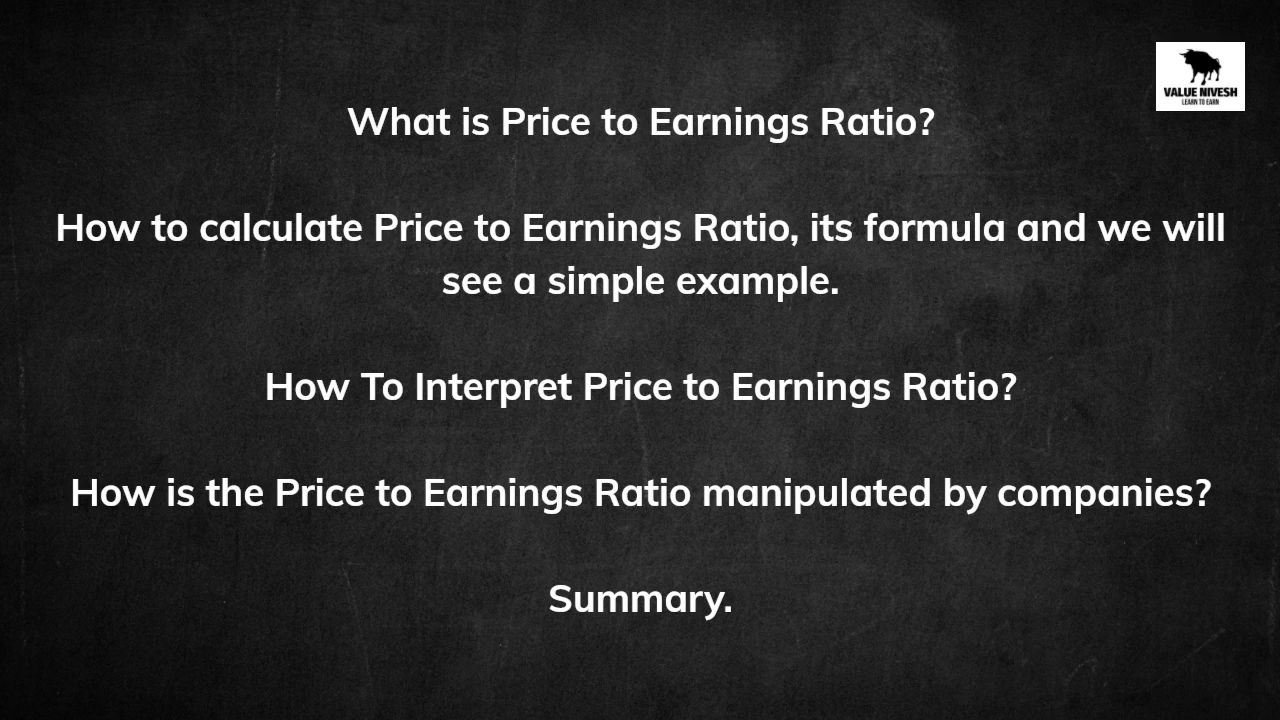 VALUE NIVESH
LEARN TO EARN
What is Price to Earnings Ratio?
How to calculate Price to Earnings Ratio, its formula and we will
see a simple example.
How To Interpret Price to Earnings Ratio?
How is the Price to Earnings Ratio manipulated by companies?
Summary.